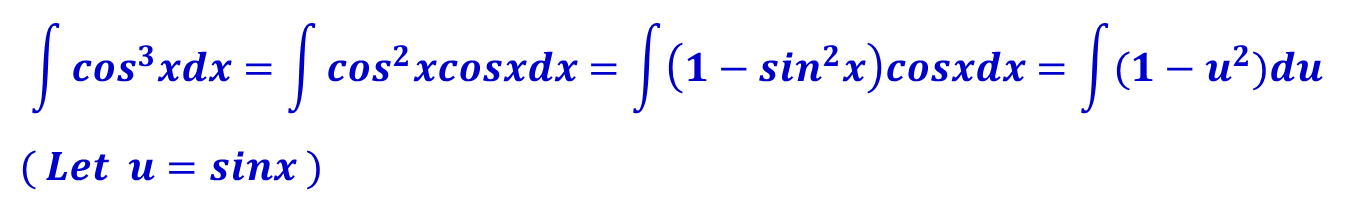 ∫ cos³xdx = ∫ cos²xcosxdx = ∫(1 − sin²x)cosxdx = ∫(1 − u²)du
( Let u = sinx )